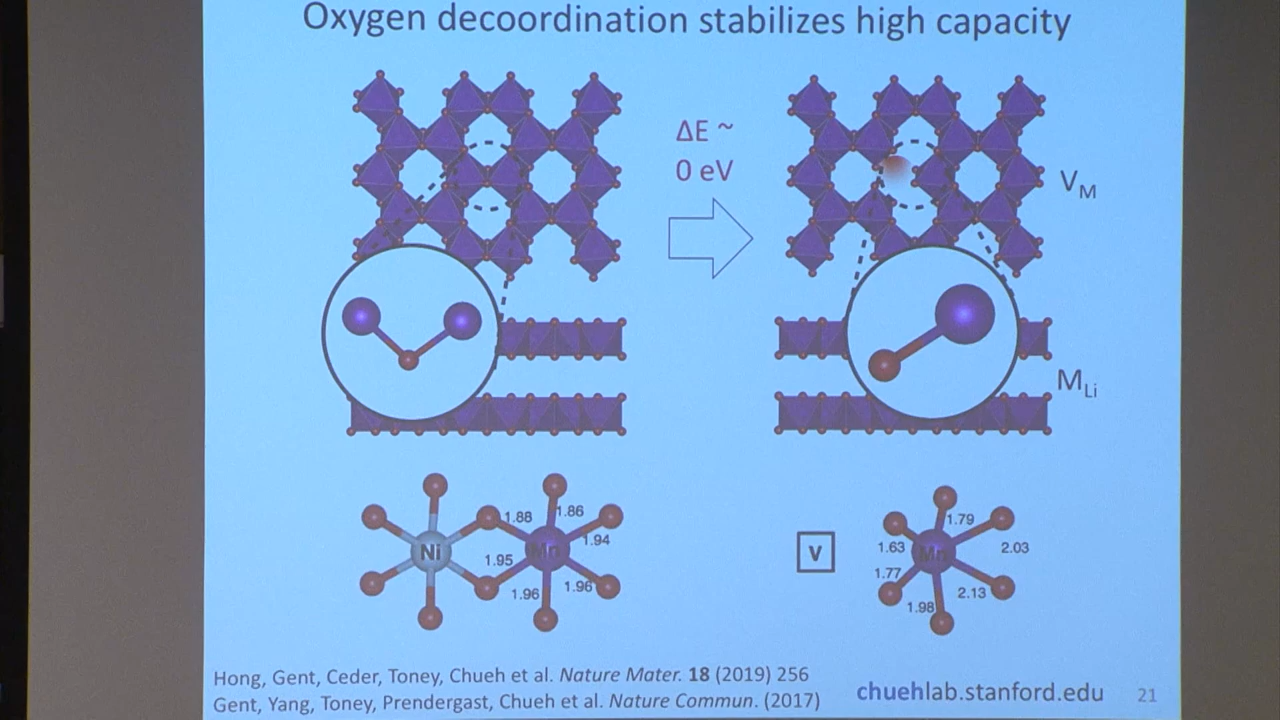 Oxygen decoordination stabilizes high capacity
ΔE ~
0 eV
V_M
M_Li
1.88
1.86
1.94
Ni
Mn
1.95
1.96
1.96
V
1.79
1.63
Mn
2.03
1.77
2.13
1.98
Hong, Gent, Ceder, Toney, Chueh et al. Nature Mater. 18 (2019) 256
Gent, Yang, Toney, Prendergast, Chueh et al. Nature Commun. (2017)
chuehlab.stanford.edu
21